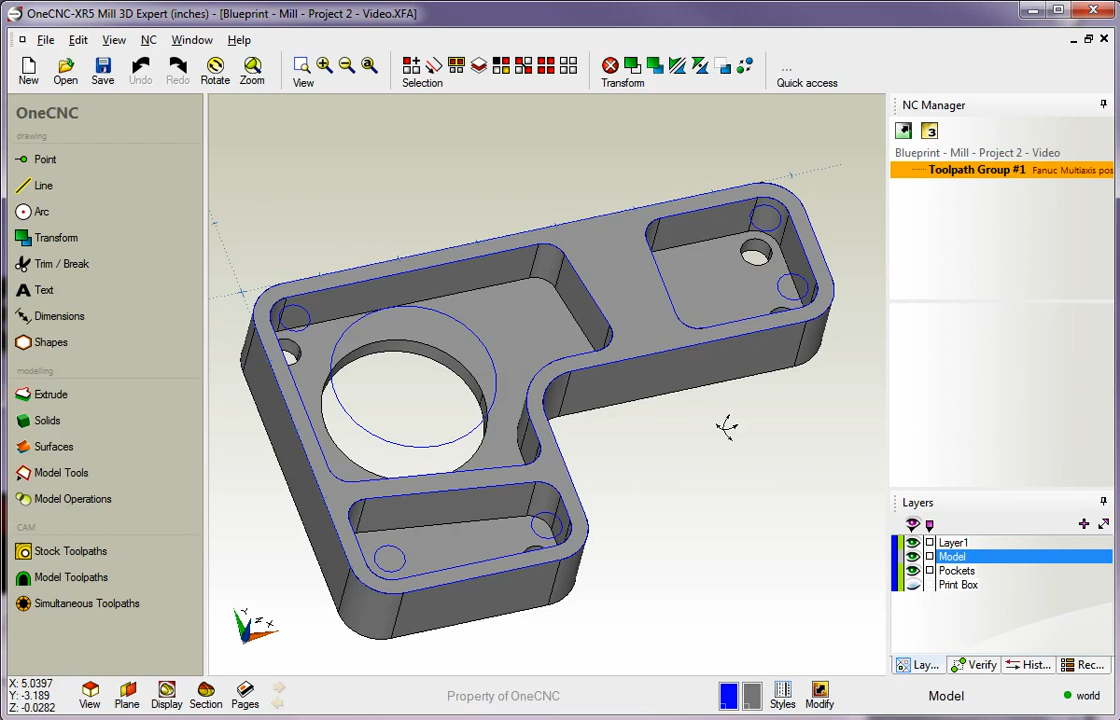 OneCNC-XR5 Mill 3D Expert (inches) - [Blueprint - Mill - Project 2 - Video.XFA]
File Edit View NC Window Help
New Open Save Undo Redo Rotate Zoom View Selection Transform Quick access
OneCNC
drawing
Point
Line
Arc
Transform
Trim / Break
Text
Dimensions
Shapes
modelling
Extrude
Solids
Surfaces
Model Tools
Model Operations
CAM
Stock Toolpaths
Model Toolpaths
Simultaneous Toolpaths
Y Z X
NC Manager
3
Blueprint - Mill - Project 2 - Video
Toolpath Group #1 Fanuc Multiaxis pos
Layers
Layer1
Model
Pockets
Print Box
Lay... Verify Hist... Rec...
X: 5.0397
Y: -3.189
Z: -0.0282
View Plane Display Section Pages
Property of OneCNC
Styles Modify
Model
world